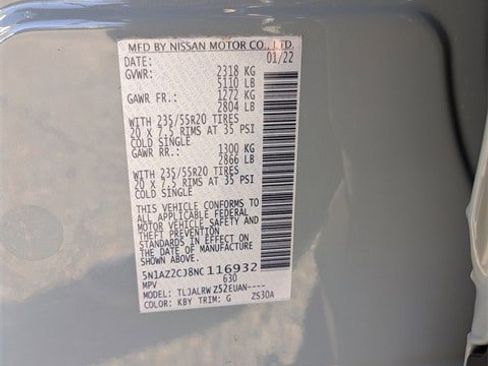 MFD BY NISSAN MOTOR CO., LTD.
DATE: 01/22
GVWR: 2318 KG
5110 LB
GAWR FR.: 1272 KG
2804 LB
WITH 235/55R20 TIRES
20 X 7.5 RIMS AT 35 PSI
COLD SINGLE
GAWR RR.: 1300 KG
2866 LB
WITH 235/55R20 TIRES
20 X 7.5 RIMS AT 35 PSI
COLD SINGLE
THIS VEHICLE CONFORMS TO
ALL APPLICABLE FEDERAL
MOTOR VEHICLE SAFETY AND
THEFT PREVENTION
STANDARDS IN EFFECT ON
THE DATE OF MANUFACTURE
SHOWN ABOVE
5N1AZ2CJ8NC116932
MPV 630
MODEL: TLJALRWZ52EUAN----
COLOR: KBY TRIM: G ZS30A